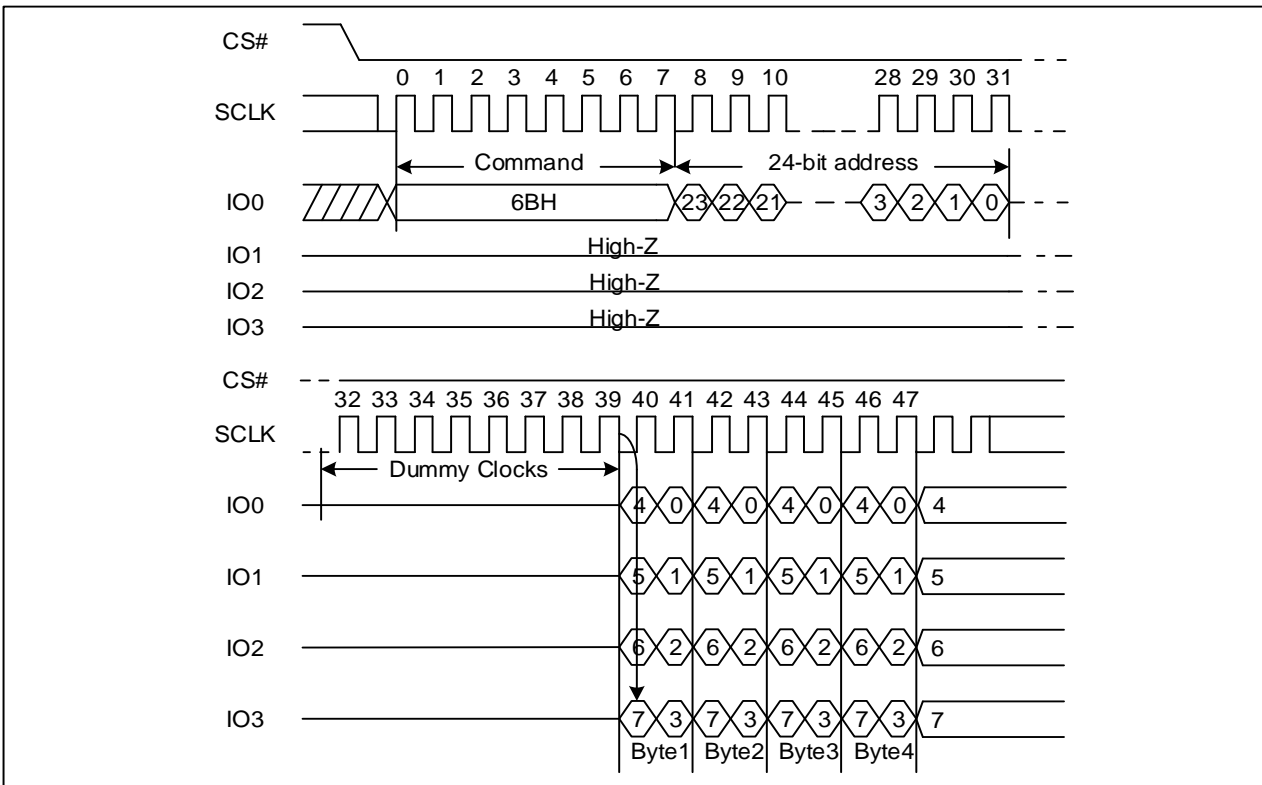 CS#
0 1 2 3 4 5 6 7 8 9 10 28 29 30 31
SCLK
Command 24-bit address
IO0 6BH 23 22 21 3 2 1 0
IO1 High-Z
IO2 High-Z
IO3 High-Z
CS#
32 33 34 35 36 37 38 39 40 41 42 43 44 45 46 47
SCLK
Dummy Clocks
IO0 4 0 4 0 4 0 4 0 4
IO1 5 1 5 1 5 1 5 1 5
IO2 6 2 6 2 6 2 6 2 6
IO3 7 3 7 3 7 3 7 3 7
Byte1 Byte2 Byte3 Byte4